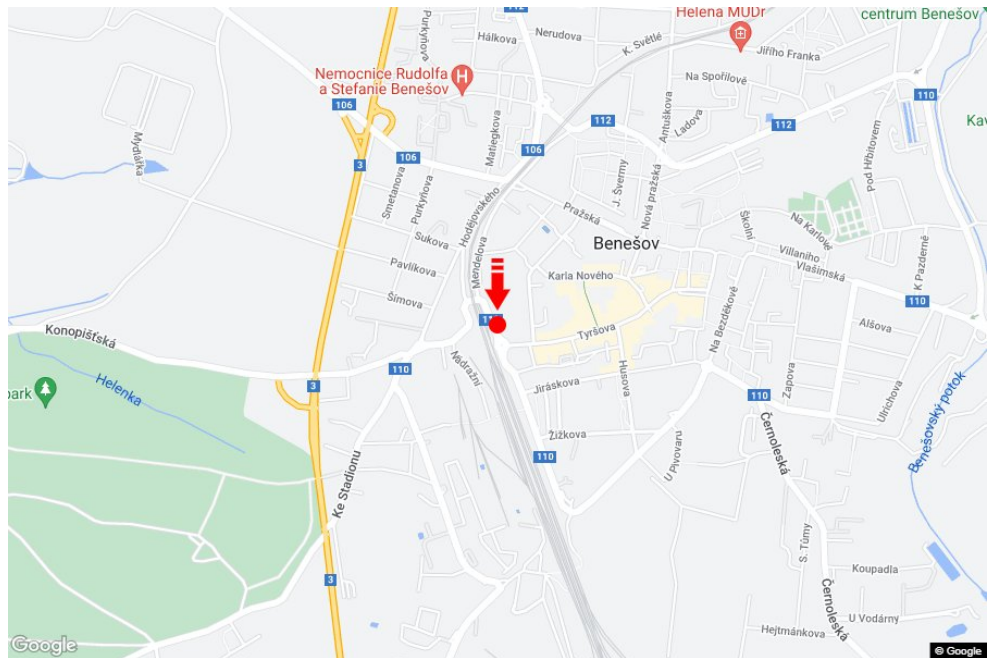 Helena MUDr
centrum Benešov
Purkyňova
Hálkova
Nerudova
K. Světlé
Jiřího Franka
Nemocnice Rudolfa
a Stefanie Benešov
H
Na Spořilově
110
106
112
112
Antuškova
Ladova
Kav
Mydlářka
3
106
Matiegkova
106
Pod Hřbitovem
Smetanova
Purkyňova
Hodějovského
J. Švermy
Nová pražská
Pražská
Školní
Na Karlově
Sukova
Mendelova
Benešov
Villaniho
Vlašimská
K Pazderně
Pavlíkova
Karla Nového
Šímova
110
Konopišťská
Tyršova
Na Bezděkově
Alšova
Nádražní
Helenka
110
Husova
Zápova
Ulrichova
park
3
Jiráskova
110
Benešovský potok
Žižkova
Černoleská
110
U Pivovaru
Ke Stadionu
S. Tůmy
3
Koupadla
Černoleská
U Vodárny
Hejtmánkova
Google
© Google